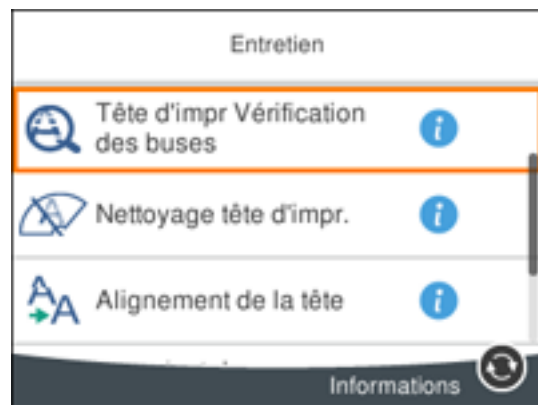 Entretien
Tête d'impr Vérification
des buses
Nettoyage tête d'impr.
Alignement de la tête
Informations